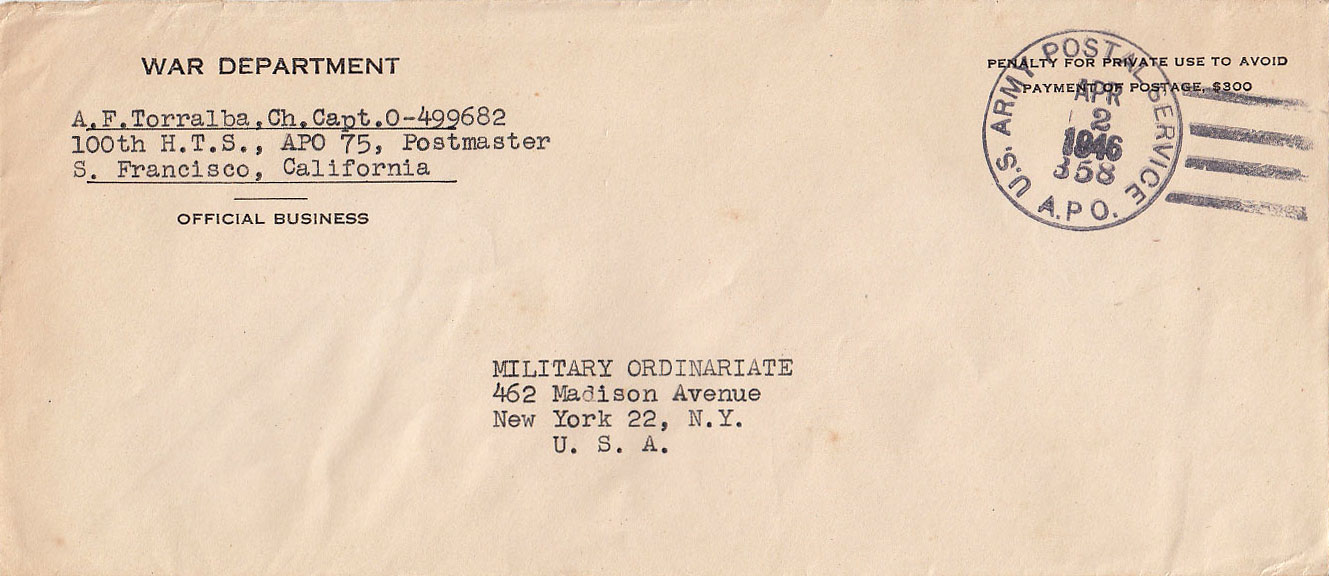 WAR DEPARTMENT
A.F.Torralba,Ch,Capt.O-499682
100th H.T.S., APO 75, Postmaster
S. Francisco, California
OFFICIAL BUSINESS
PENALTY FOR PRIVATE USE TO AVOID
PAYMENT OF POSTAGE, $300
U.S. ARMY POSTAL SERVICE
APR
2
1946
358
A.P.O.
MILITARY ORDINARIATE
462 Madison Avenue
New York 22, N.Y.
U. S. A.